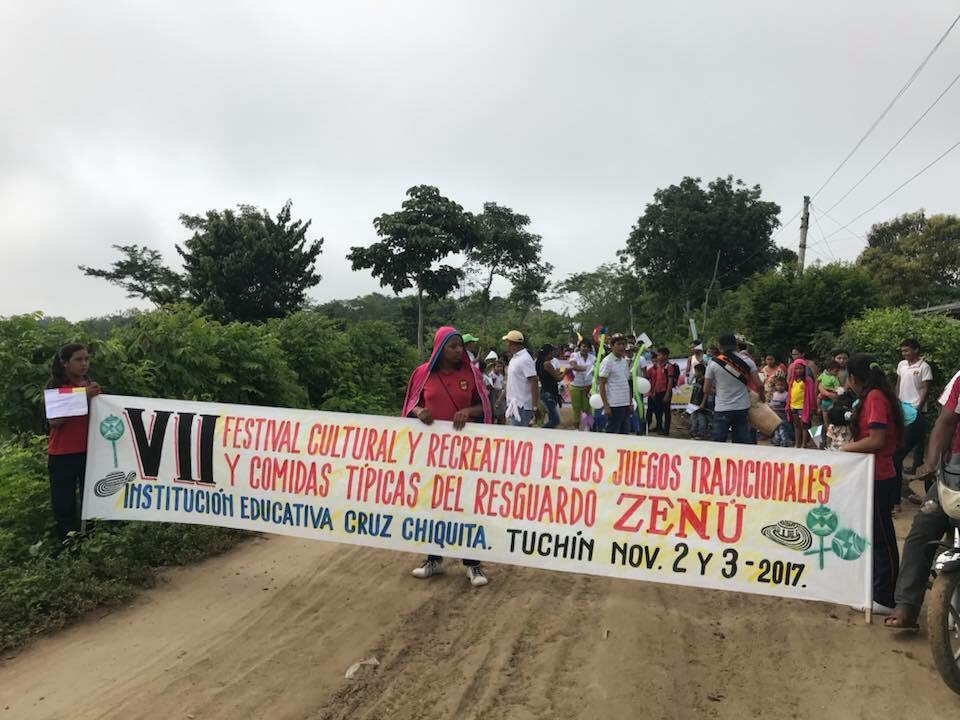 VII FESTIVAL CULTURAL Y RECREATIVO DE LOS JUEGOS TRADICIONALES
Y COMIDAS TÍPICAS DEL RESGUARDO ZENÚ
INSTITUCIÓN EDUCATIVA CRUZ CHIQUITA. TUCHÍN NOV. 2 Y 3-2017.